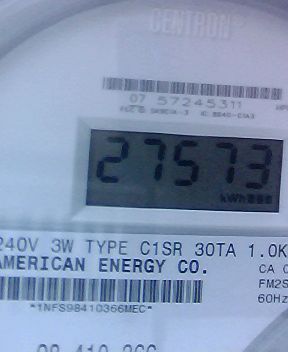 CENTRON®
07 57245311
27573
kWh
240V 3W TYPE C1SR 30TA 1.0K
AMERICAN ENERGY CO.
CA 0
FM2S
60Hz
*1NFS98410366MEC*